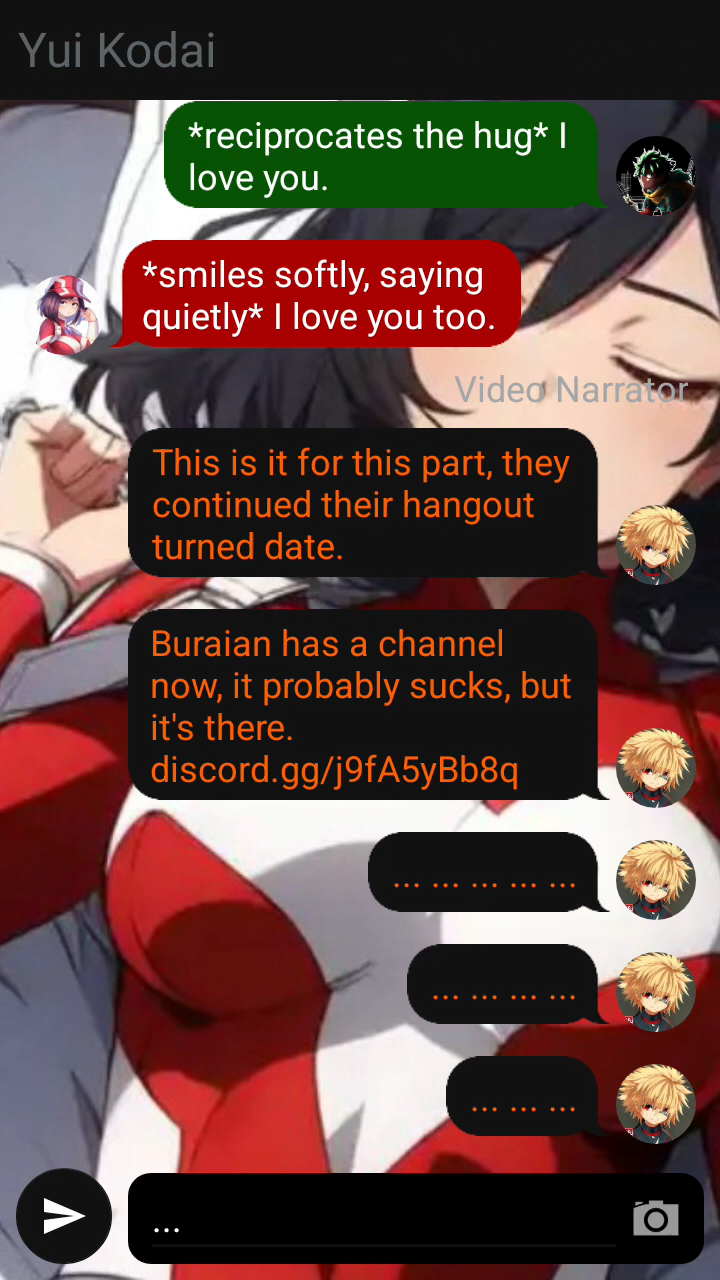 Yui Kodai
*reciprocates the hug* I
love you.
*smiles softly, saying
quietly* I love you too.
Video Narrator
This is it for this part, they
continued their hangout
turned date.
Buraian has a channel
now, it probably sucks, but
it's there.
discord.gg/j9fA5yBb8q
... ... ... ... ...
... ... ... ...
... ... ...
...